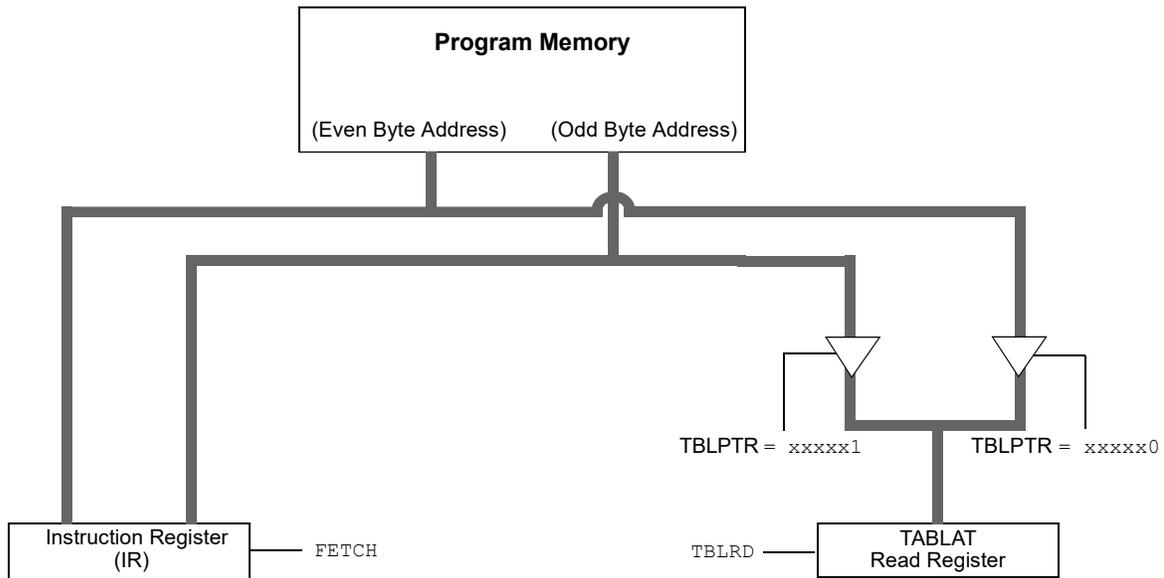 Program Memory
(Even Byte Address) (Odd Byte Address)
TBLPTR = xxxxx1 TBLPTR = xxxxx0
Instruction Register
(IR)
FETCH
TBLRD
TABLAT
Read Register